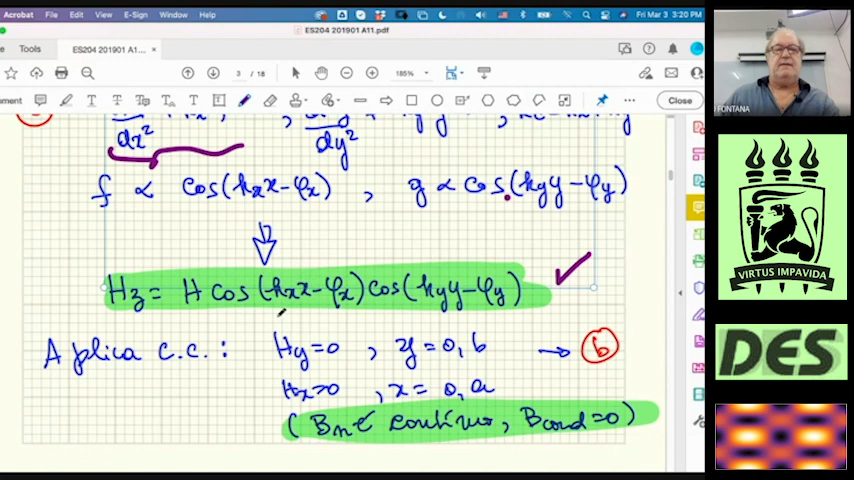 Acrobat File Edit View E-Sign Window Help Fri Mar 3 3:20 PM
ES204 201901 A11.pdf
Tools ES204 201901 A1... ×
3 / 18 185%
mment Close
dx² , dy²
f ∝ cos(kxx-φx) , g ∝ cos(kyy-φy)
Hz = H cos(kxx-φx)cos(kyy-φy)
Aplica c.c.: Hy=0 , y=0,b → b
Hx=0 , x=0,a
(Bn é contínuo, Bcond=0)
FONTANA
VIRTUS IMPAVIDA
DES